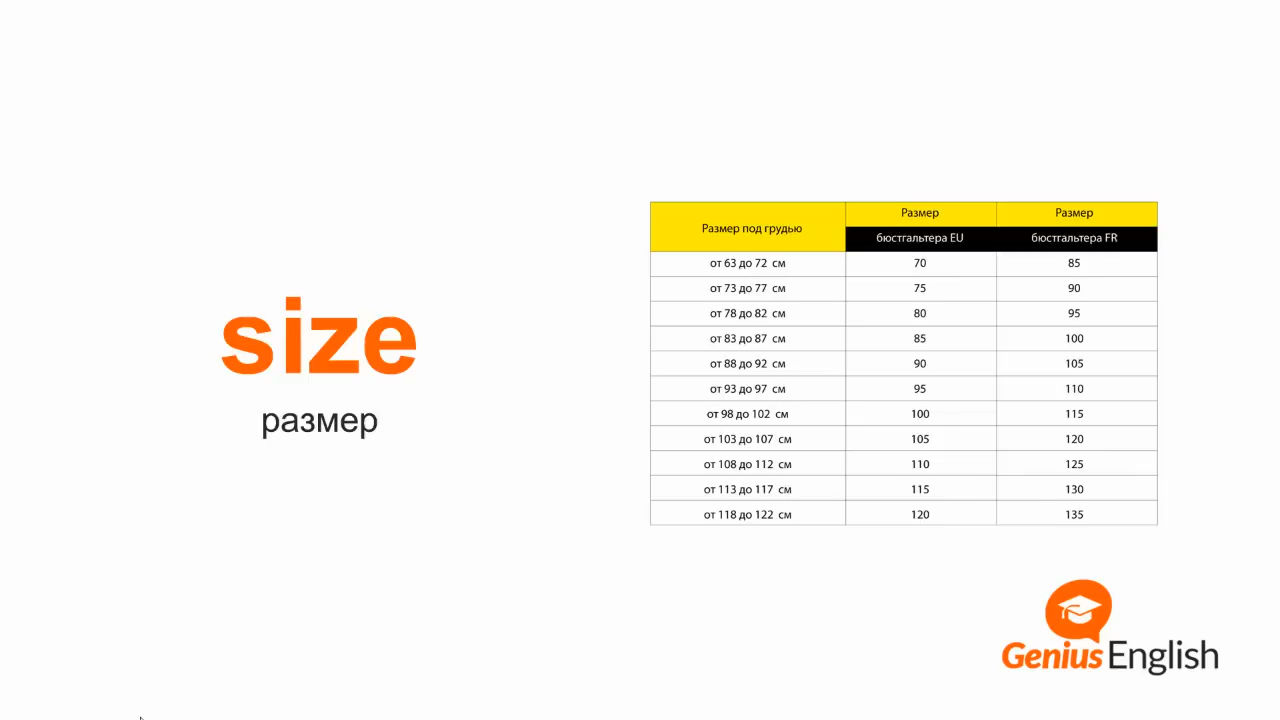 size
размер
Размер под грудью
Размер
Размер
бюстгальтера EU
бюстгальтера FR
от 63 до 72 см 70 85
от 73 до 77 см 75 90
от 78 до 82 см 80 95
от 83 до 87 см 85 100
от 88 до 92 см 90 105
от 93 до 97 см 95 110
от 98 до 102 см 100 115
от 103 до 107 см 105 120
от 108 до 112 см 110 125
от 113 до 117 см 115 130
от 118 до 122 см 120 135
Genius English